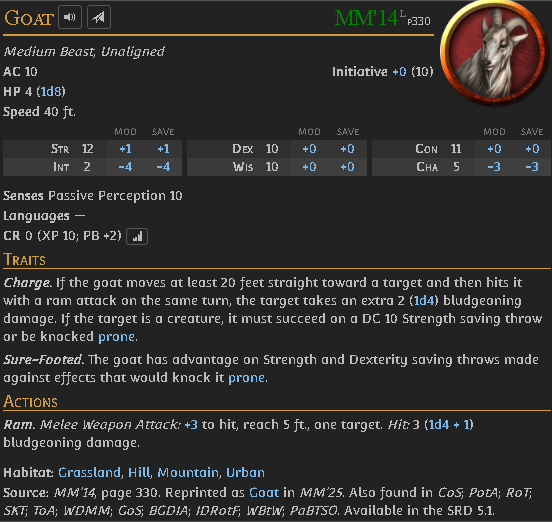 Goat MM'14 L p330
Medium Beast, Unaligned
AC 10 Initiative +0 (10)
HP 4 (1d8)
Speed 40 ft.
MOD SAVE MOD SAVE MOD SAVE
Str 12 +1 +1 Dex 10 +0 +0 Con 11 +0 +0
Int 2 –4 –4 Wis 10 +0 +0 Cha 5 –3 –3
Senses Passive Perception 10
Languages —
CR 0 (XP 10; PB +2)
Traits
Charge. If the goat moves at least 20 feet straight toward a target and then hits it
with a ram attack on the same turn, the target takes an extra 2 (1d4) bludgeoning
damage. If the target is a creature, it must succeed on a DC 10 Strength saving throw
or be knocked prone.
Sure-Footed. The goat has advantage on Strength and Dexterity saving throws made
against effects that would knock it prone.
Actions
Ram. Melee Weapon Attack: +3 to hit, reach 5 ft., one target. Hit: 3 (1d4 + 1)
bludgeoning damage.
Habitat: Grassland, Hill, Mountain, Urban
Source: MM'14, page 330. Reprinted as Goat in MM'25. Also found in CoS; PotA; RoT;
SKT; ToA; WDMM; GoS; BGDIA; IDRotF; WBtW; PaBTSO. Available in the SRD 5.1.